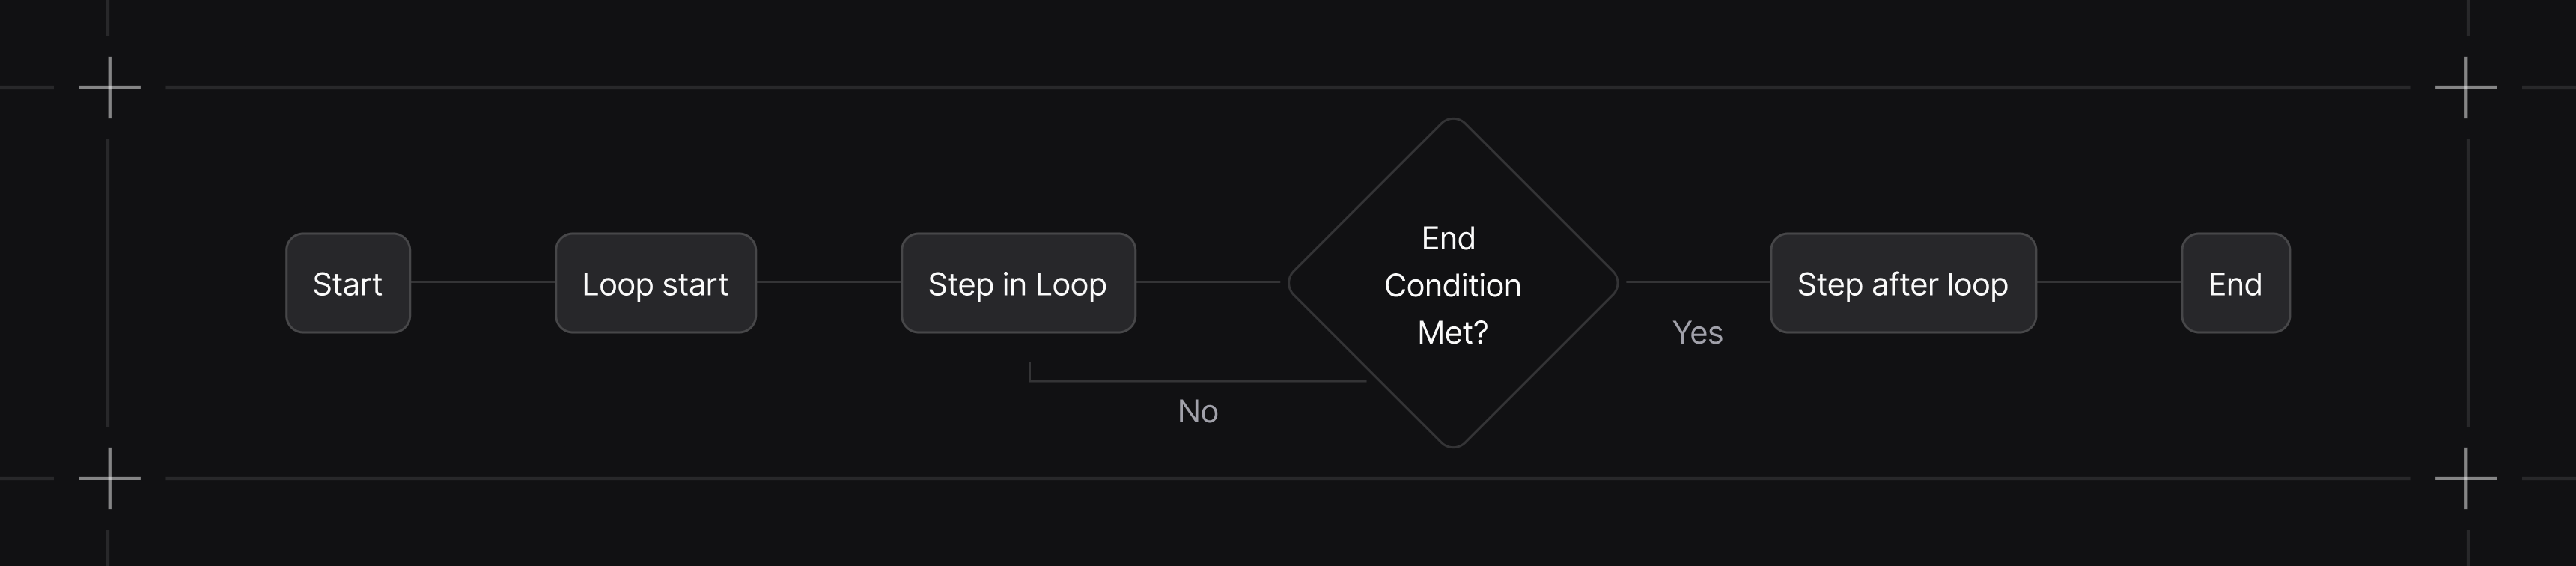 Start
Loop start
Step in Loop
End
Condition
Met?
Yes
No
Step after loop
End